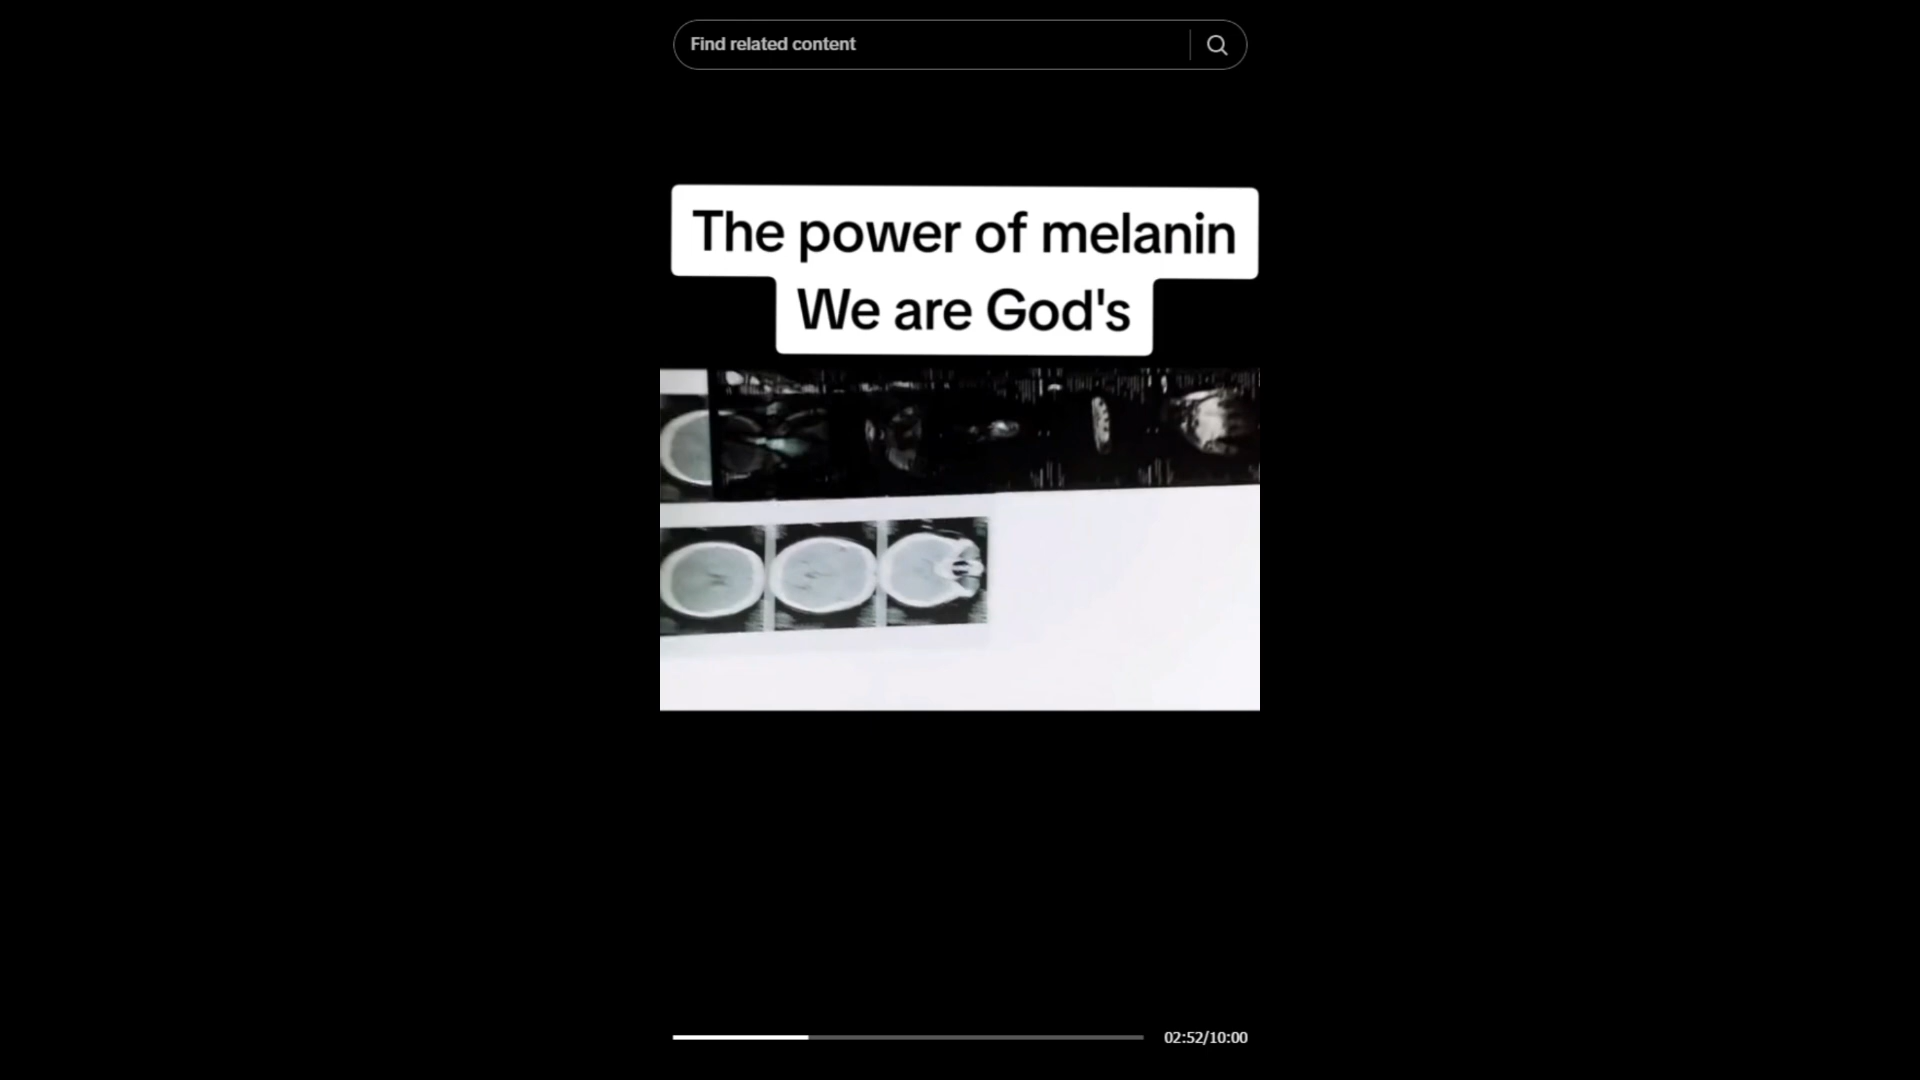 Find related content
The power of melanin
We are God's
02:52/10:00